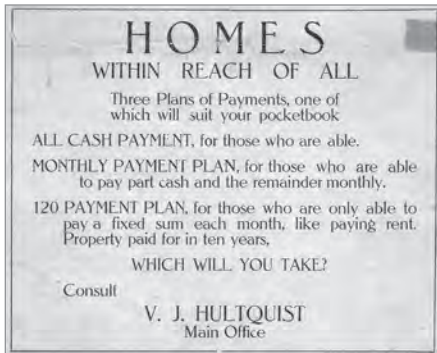 HOMES
WITHIN REACH OF ALL
Three Plans of Payments, one of
which will suit your pocketbook
ALL CASH PAYMENT, for those who are able.
MONTHLY PAYMENT PLAN, for those who are able
to pay part cash and the remainder monthly.
120 PAYMENT PLAN, for those who are only able to
pay a fixed sum each month, like paying rent.
Property paid for in ten years,
WHICH WILL YOU TAKE?
Consult
V. J. HULTQUIST
Main Office